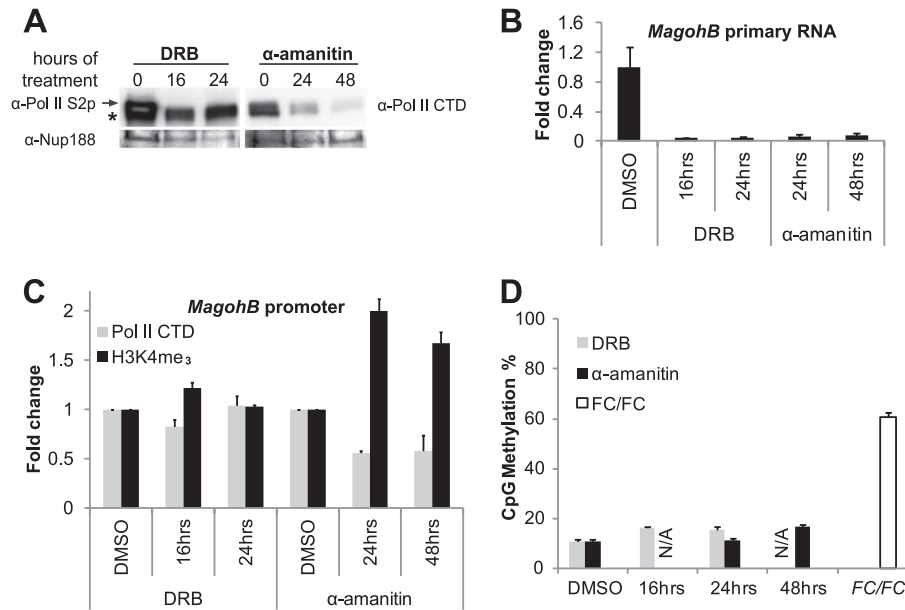 A
hours of treatment
DRB
α-amanitin
0 16 24 0 24 48
α-Pol II S2p
*
α-Pol II CTD
α-Nup188
B
MagohB primary RNA
Fold change
1.6
1.2
0.8
0.4
0
DMSO
16hrs
24hrs
24hrs
48hrs
DRB
α-amanitin
C
MagohB promoter
Pol II CTD
H3K4me₃
Fold change
2
1.5
1
0.5
0
DMSO
16hrs
24hrs
DMSO
24hrs
48hrs
DRB
α-amanitin
D
CpG Methylation %
100
80
60
40
20
0
DRB
α-amanitin
FC/FC
N/A
N/A
DMSO 16hrs 24hrs 48hrs FC/FC